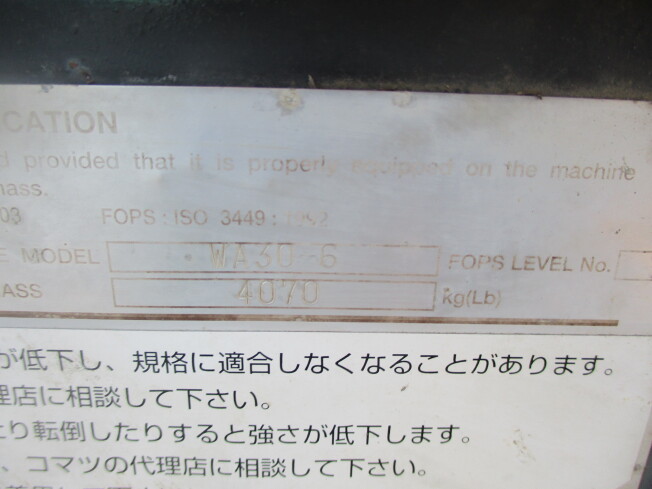 CATION
d provided that it is properly equipped on the machine
mass.
03 FOPS : ISO 3449 : 1992
E MODEL WA30-6 FOPS LEVEL No.
ASS 4070 kg(Lb)
が低下し、規格に適合しなくなることがあります。
理店に相談して下さい。
たり転倒したりすると強さが低下します。
、コマツの代理店に相談して下さい。